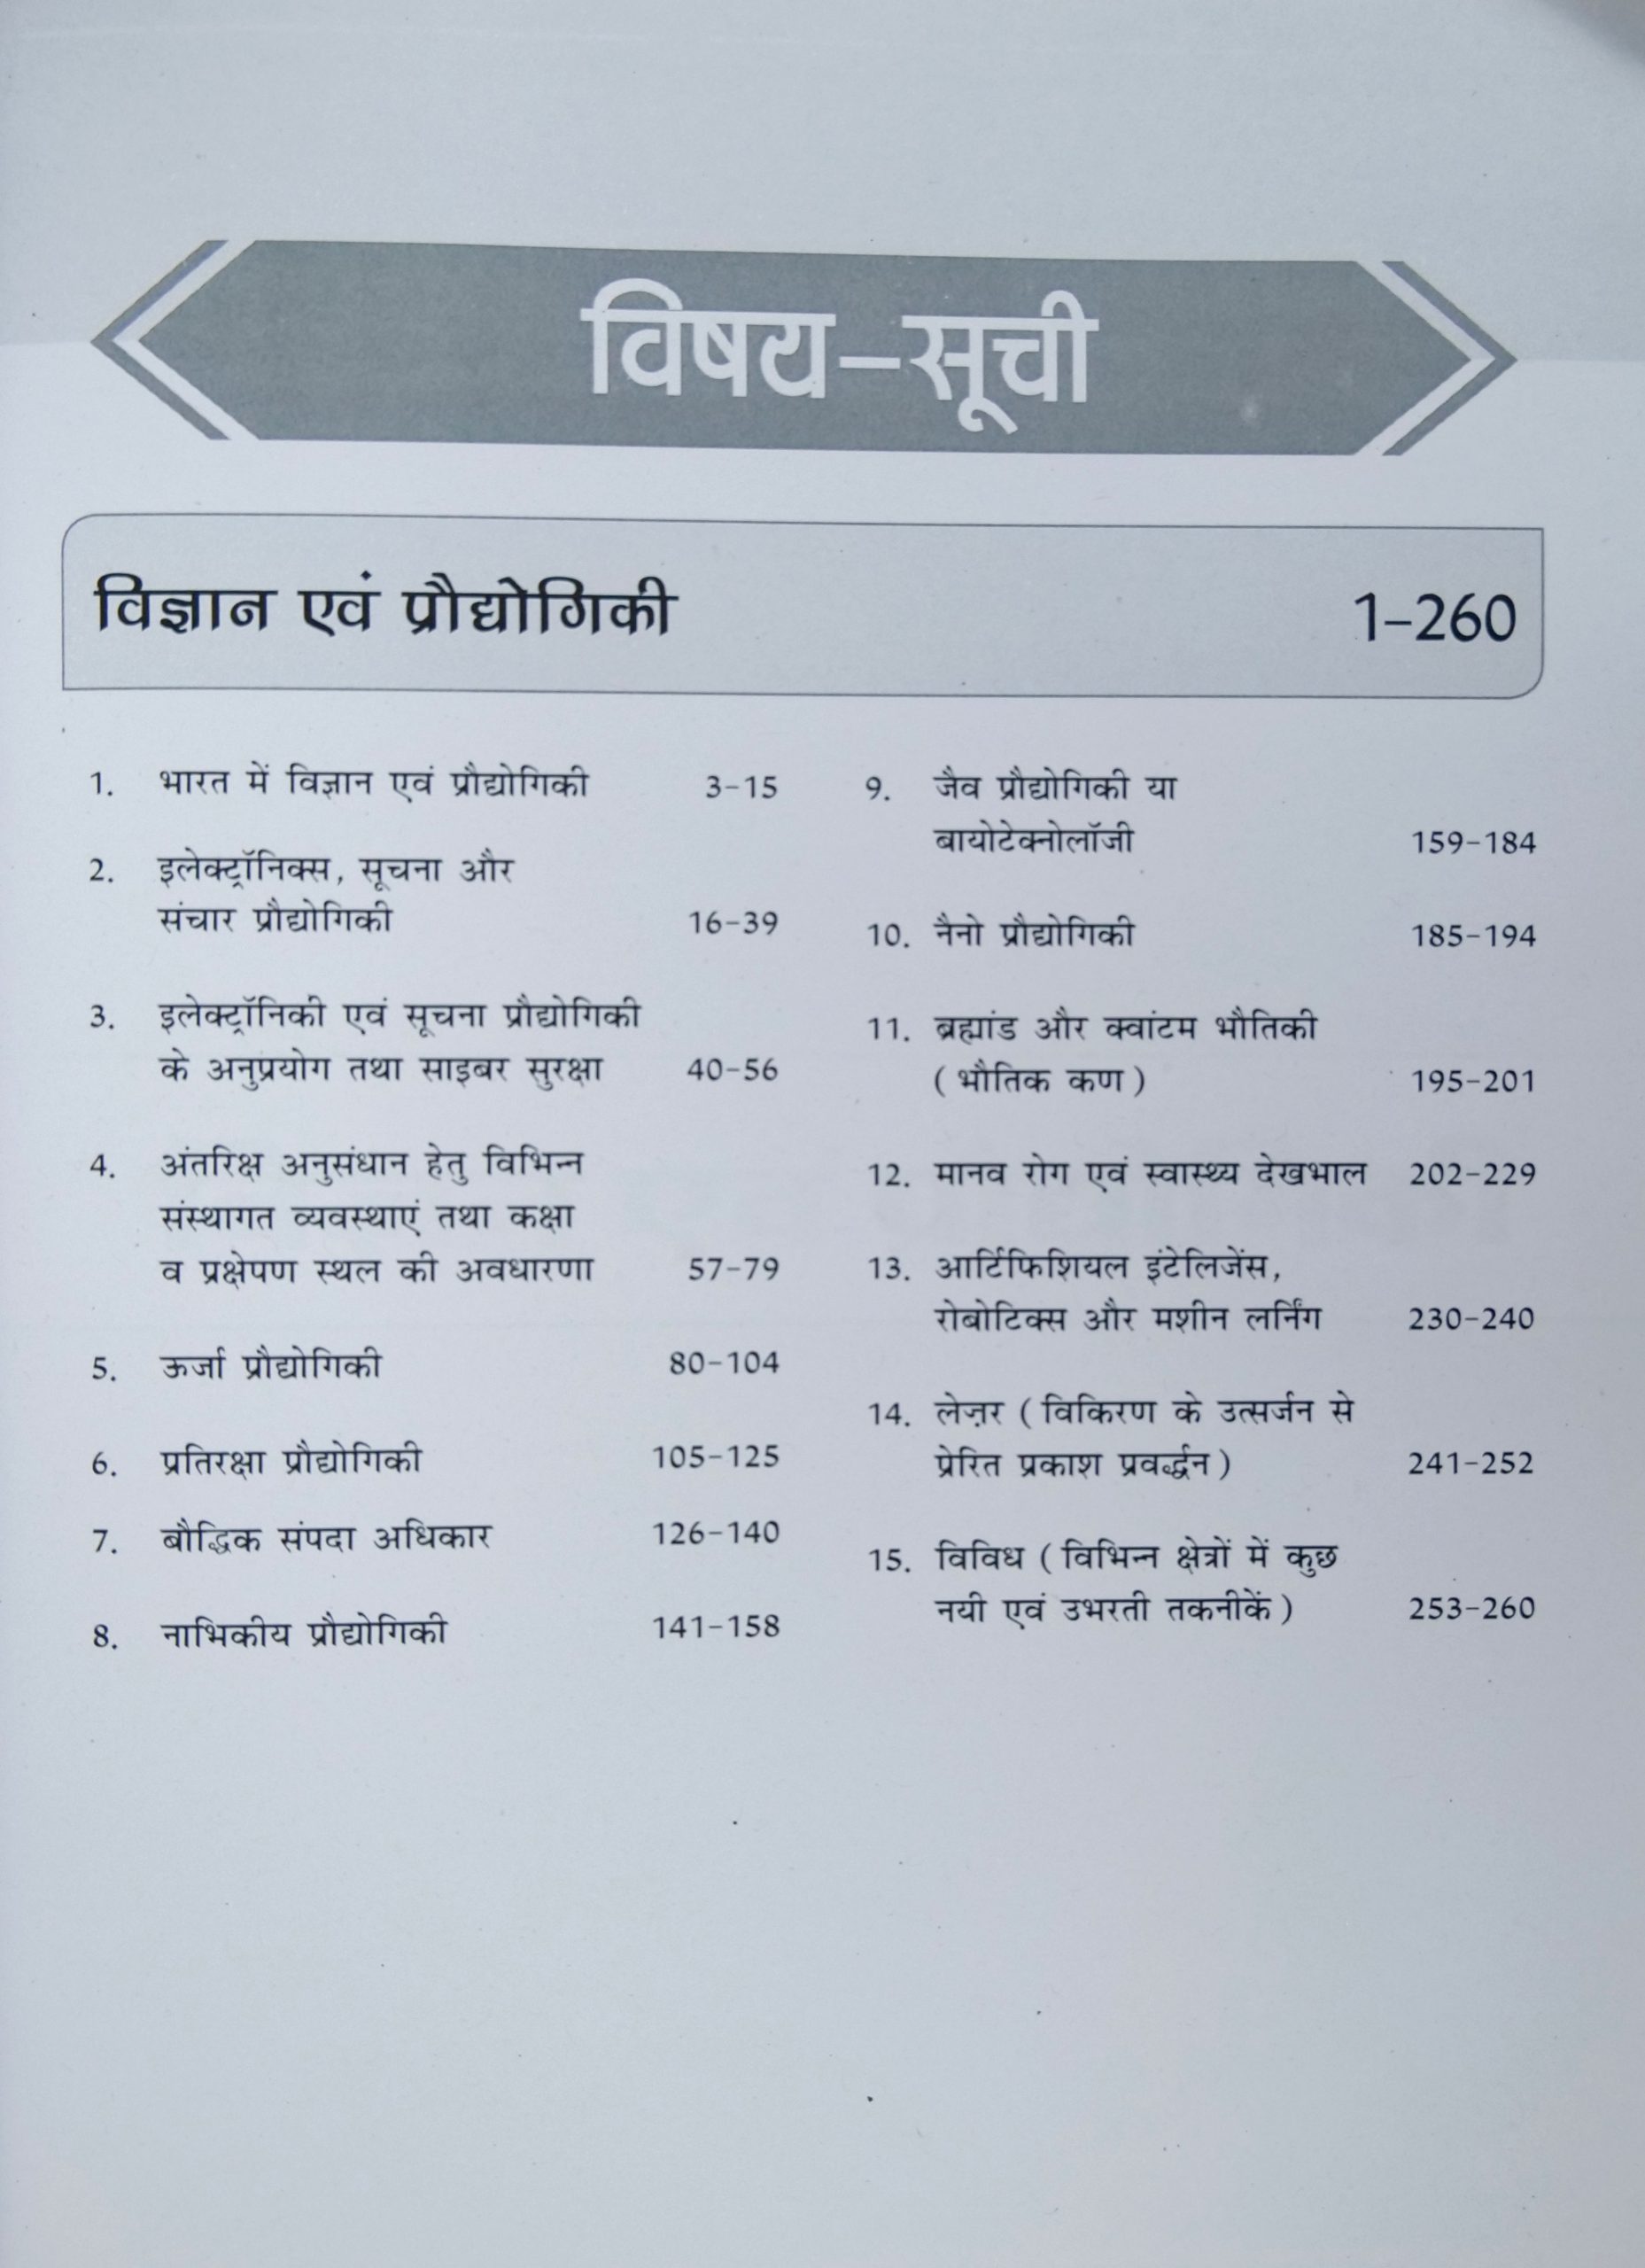 विषय–सूची
विज्ञान एवं प्रौद्योगिकी 1–260
1. भारत में विज्ञान एवं प्रौद्योगिकी 3–15
2. इलेक्ट्रॉनिक्स, सूचना और
संचार प्रौद्योगिकी 16–39
3. इलेक्ट्रॉनिकी एवं सूचना प्रौद्योगिकी
के अनुप्रयोग तथा साइबर सुरक्षा 40–56
4. अंतरिक्ष अनुसंधान हेतु विभिन्न
संस्थागत व्यवस्थाएं तथा कक्षा
व प्रक्षेपण स्थल की अवधारणा 57–79
5. ऊर्जा प्रौद्योगिकी 80–104
6. प्रतिरक्षा प्रौद्योगिकी 105–125
7. बौद्धिक संपदा अधिकार 126–140
8. नाभिकीय प्रौद्योगिकी 141–158
9. जैव प्रौद्योगिकी या
बायोटेक्नोलॉजी 159–184
10. नैनो प्रौद्योगिकी 185–194
11. ब्रह्मांड और क्वांटम भौतिकी
( भौतिक कण ) 195–201
12. मानव रोग एवं स्वास्थ्य देखभाल 202–229
13. आर्टिफिशियल इंटेलिजेंस,
रोबोटिक्स और मशीन लर्निंग 230–240
14. लेज़र ( विकिरण के उत्सर्जन से
प्रेरित प्रकाश प्रवर्द्धन ) 241–252
15. विविध ( विभिन्न क्षेत्रों में कुछ
नयी एवं उभरती तकनीकें ) 253–260